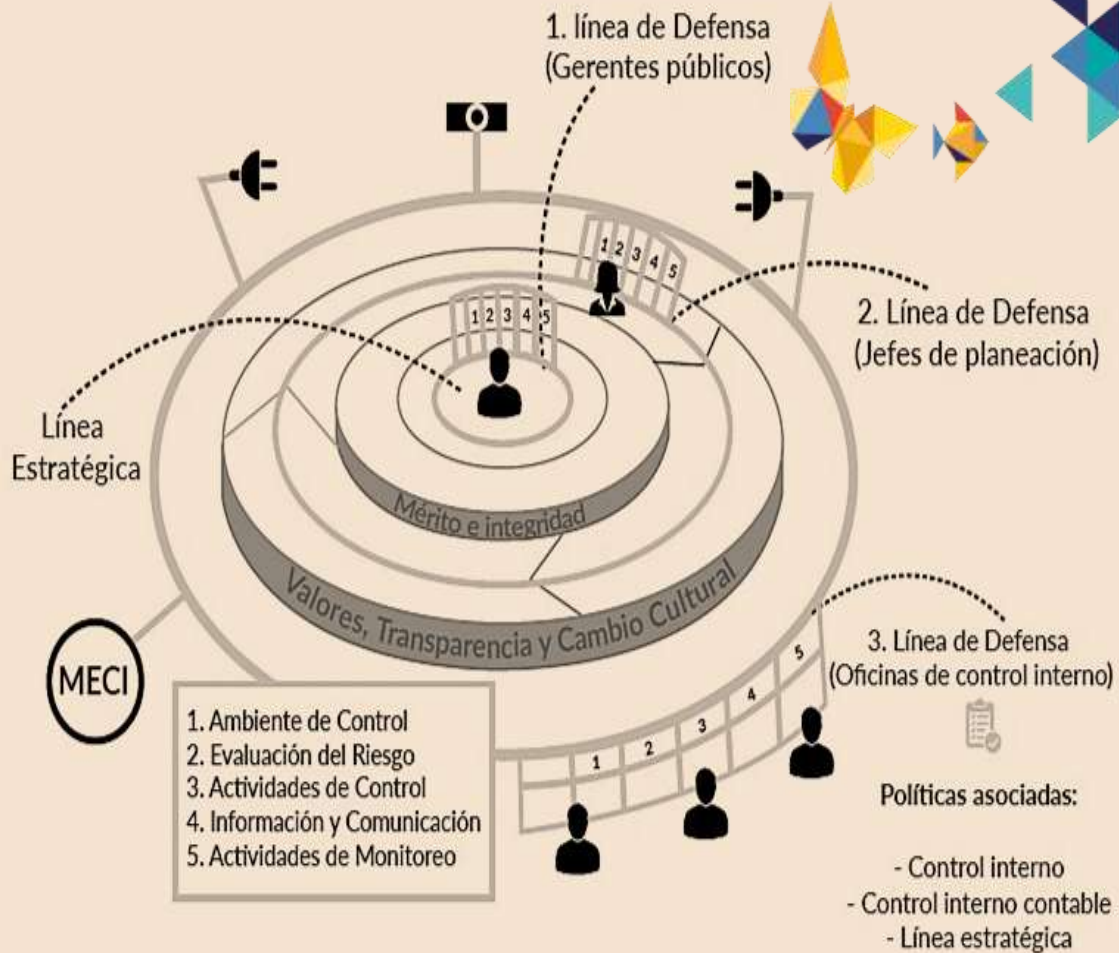 1. línea de Defensa
(Gerentes públicos)
1 2 3 4 5
1 2 3 4 5
2. Línea de Defensa
(Jefes de planeación)
Línea
Estratégica
Mérito e integridad
Valores, Transparencia y Cambio Cultural
MECI
1. Ambiente de Control
2. Evaluación del Riesgo
3. Actividades de Control
4. Información y Comunicación
5. Actividades de Monitoreo
1 2 3 4 5
3. Línea de Defensa
(Oficinas de control interno)
Políticas asociadas:
- Control interno
- Control interno contable
- Línea estratégica